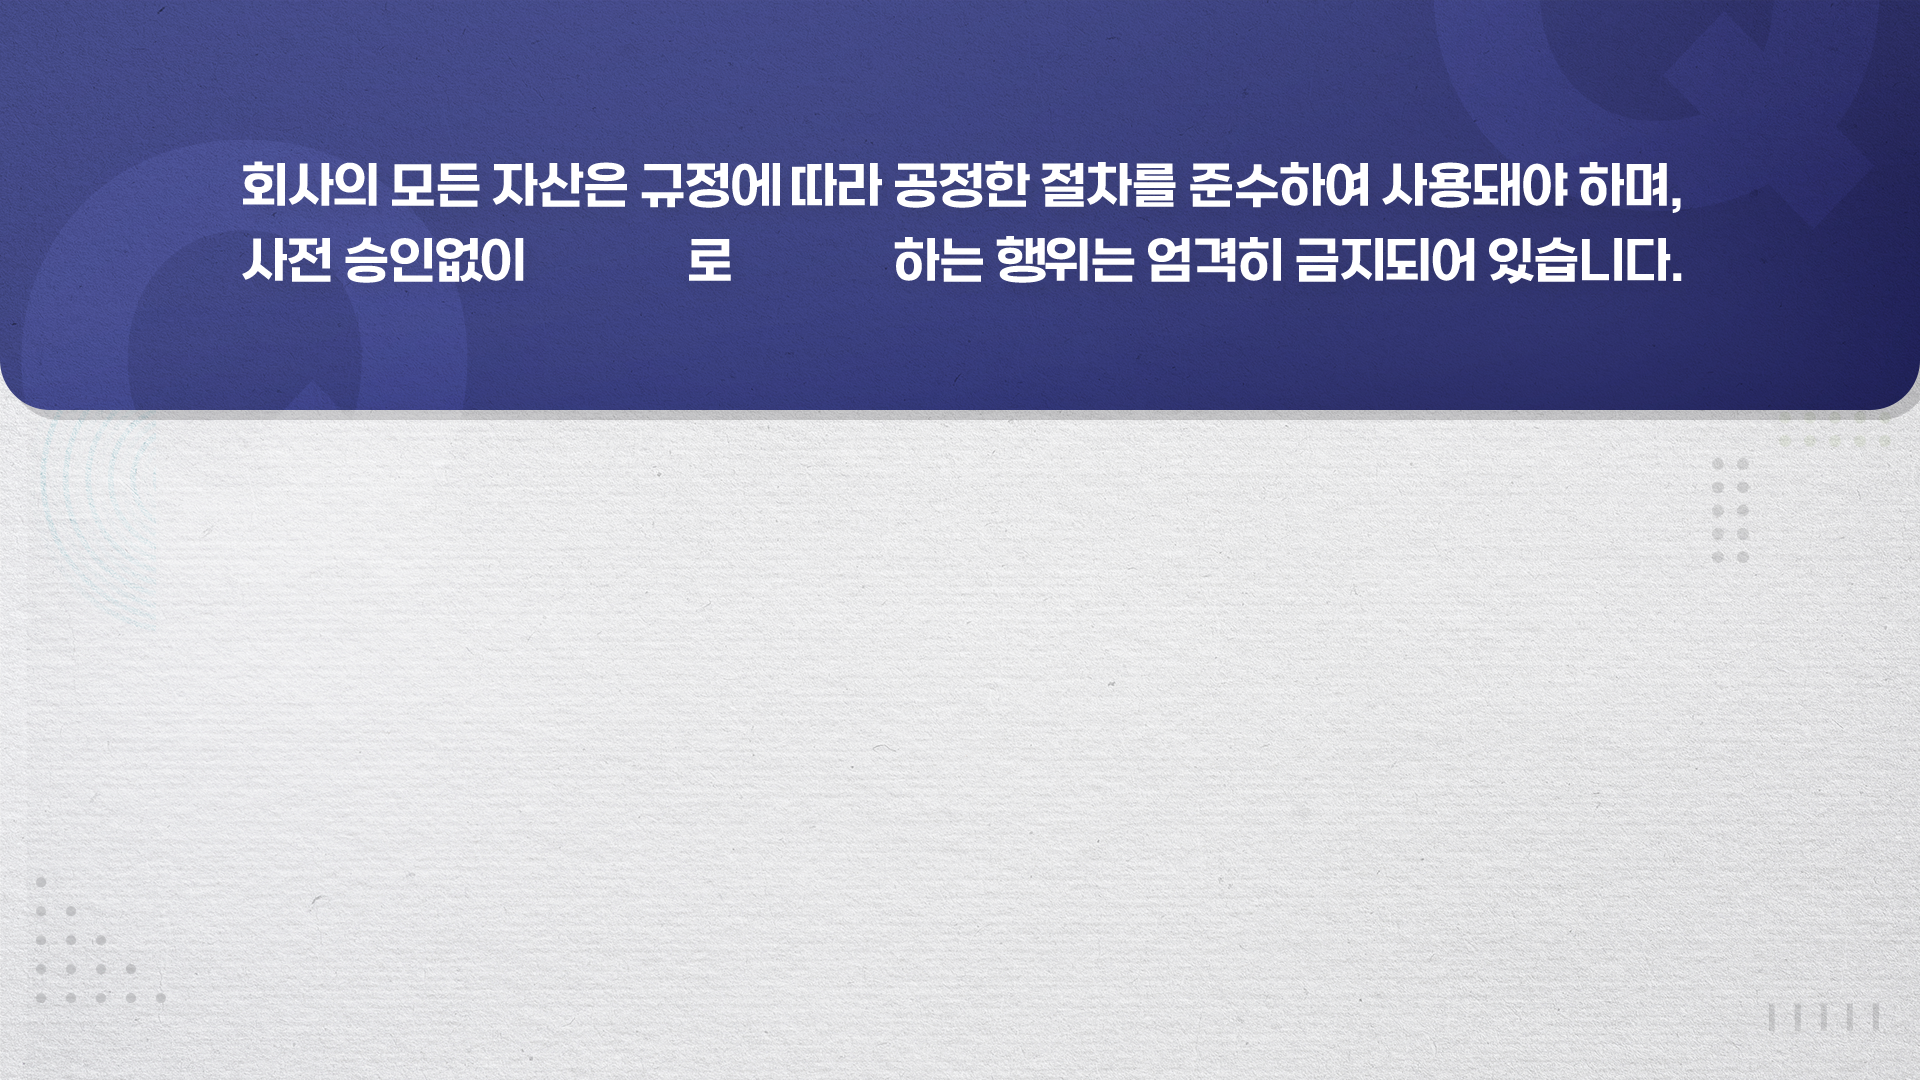 회사의 모든 자산은 규정에 따라 공정한 절차를 준수하여 사용돼야 하며,
사전 승인없이 로 하는 행위는 엄격히 금지되어 있습니다.